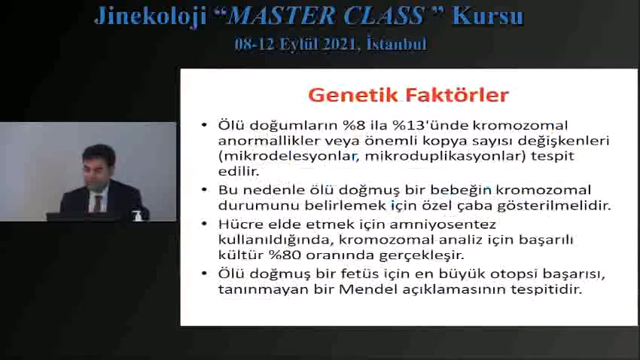 Jinekoloji “MASTER CLASS ” Kursu
08-12 Eylül 2021, İstanbul
Genetik Faktörler
• Ölü doğumların %8 ila %13'ünde kromozomal
anormallikler veya önemli kopya sayısı değişkenleri
(mikrodelesyonlar, mikroduplikasyonlar) tespit
edilir.
• Bu nedenle ölü doğmuş bir bebeğin kromozomal
durumunu belirlemek için özel çaba gösterilmelidir.
• Hücre elde etmek için amniyosentez
kullanıldığında, kromozomal analiz için başarılı
kültür %80 oranında gerçekleşir.
• Ölü doğmuş bir fetüs için en büyük otopsi başarısı,
tanınmayan bir Mendel açıklamasının tespitidir.